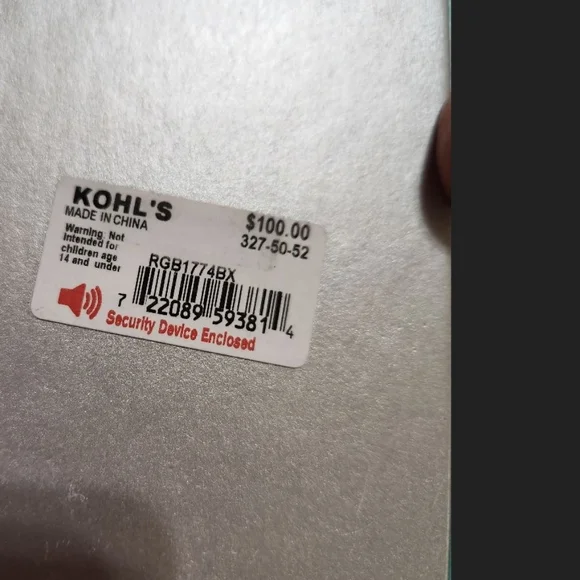 KOHL'S
MADE IN CHINA
$100.00
327-50-52
Warning. Not
intended for
children age
14 and under
RGB1774BX
7 22089 59381 4
Security Device Enclosed